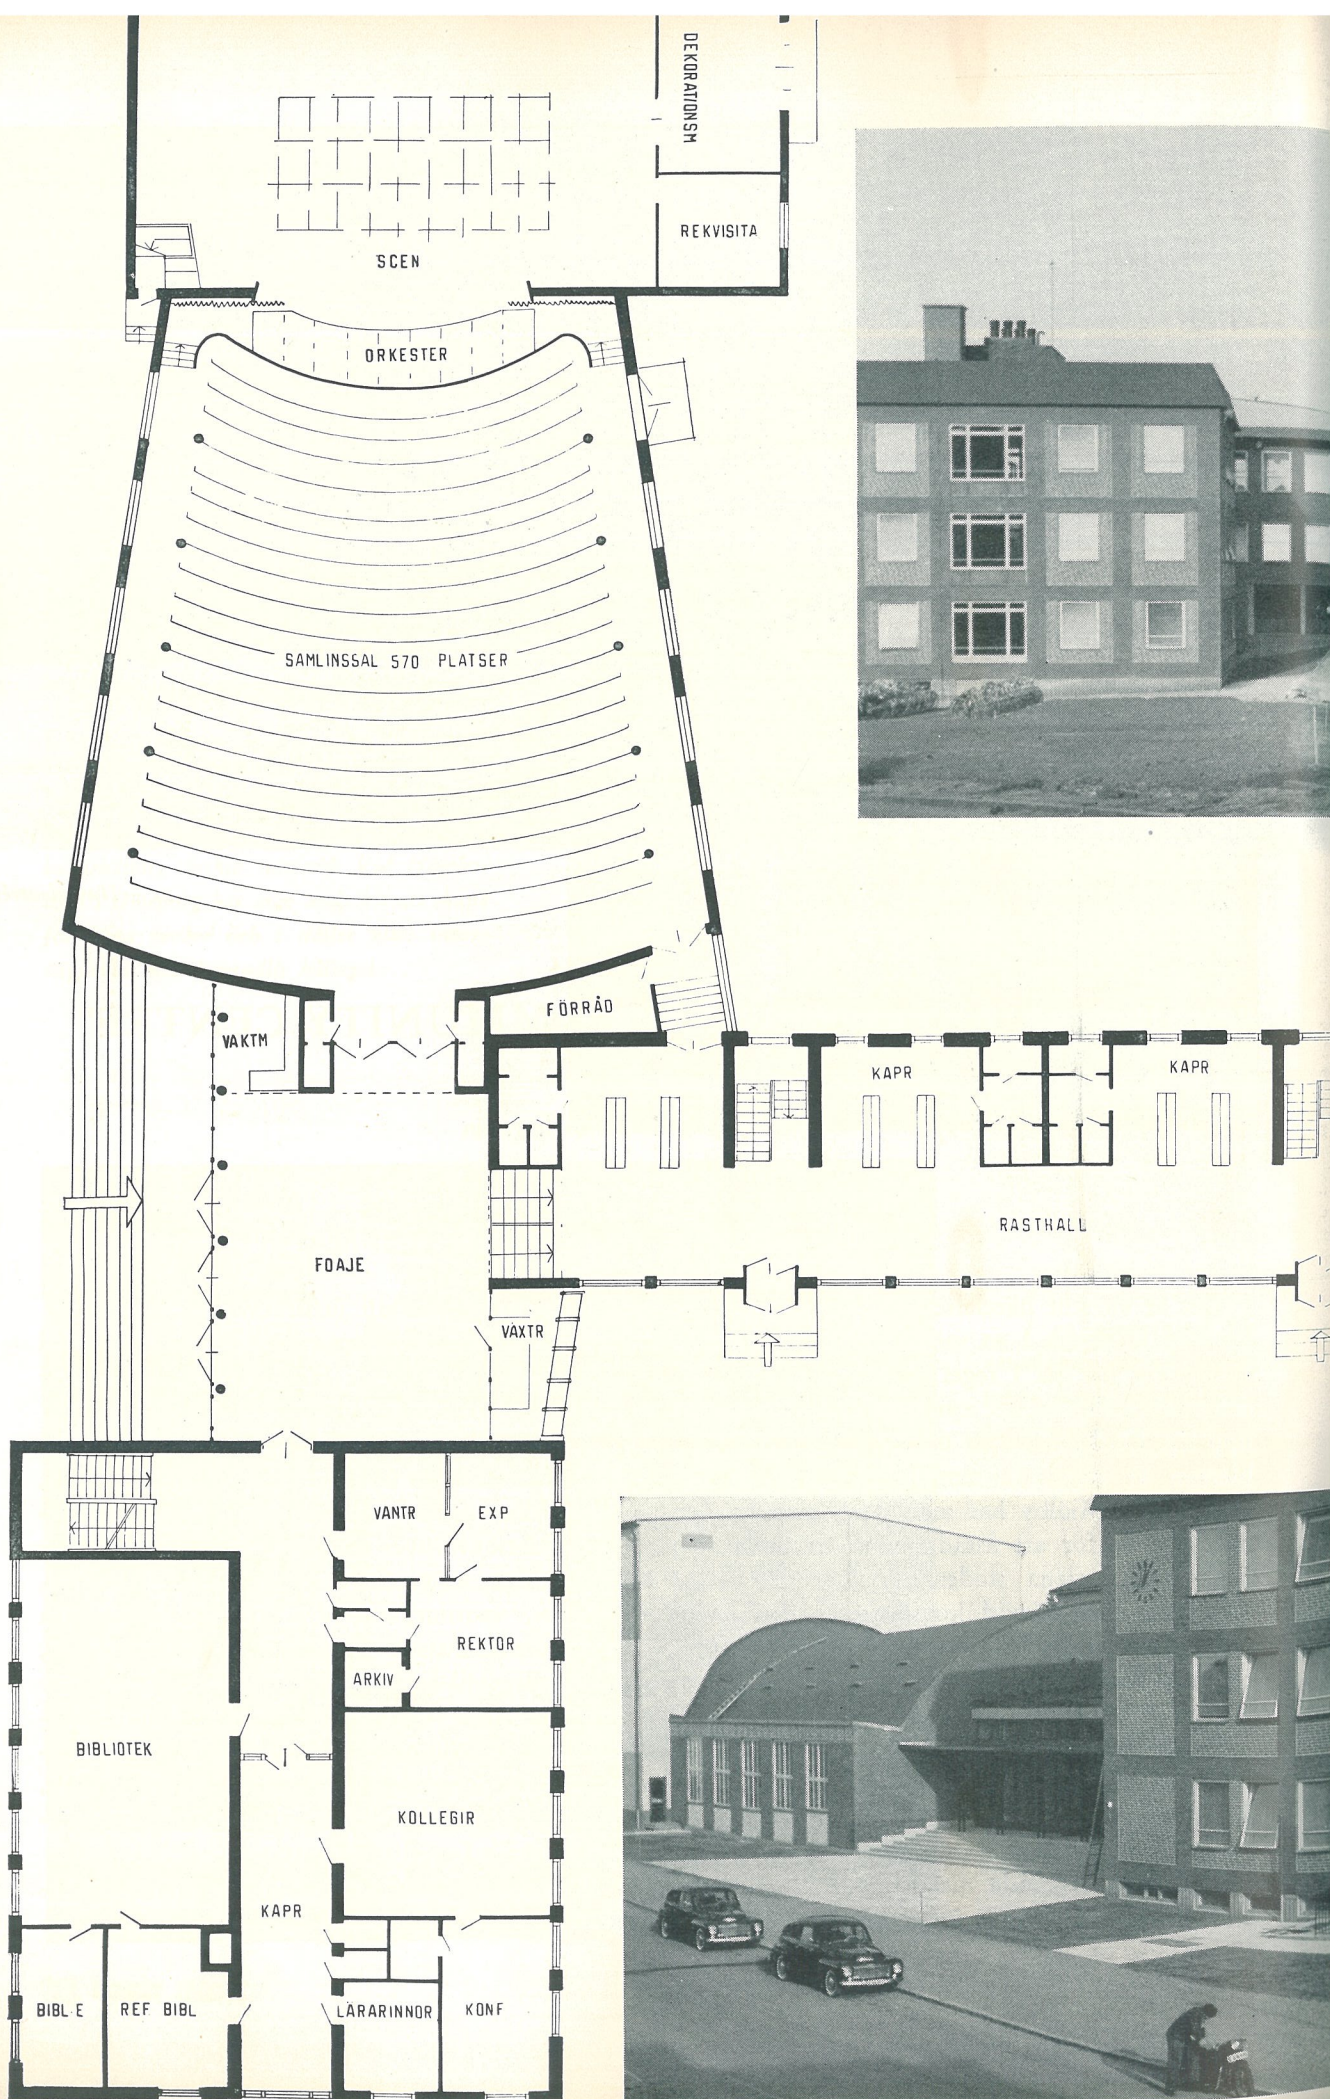 DEKORATIONSM
REKVISITA
SCEN
ORKESTER
SAMLINSSAL 570 PLATSER
FÖRRÅD
VAKTM
KAPR
KAPR
RASTHALL
FOAJE
VÄXTR
VÄNTR
EXP
REKTOR
ARKIV
BIBLIOTEK
KOLLEGIR
KAPR
BIBL·E
REF BIBL
LÄRARINNOR
KONF